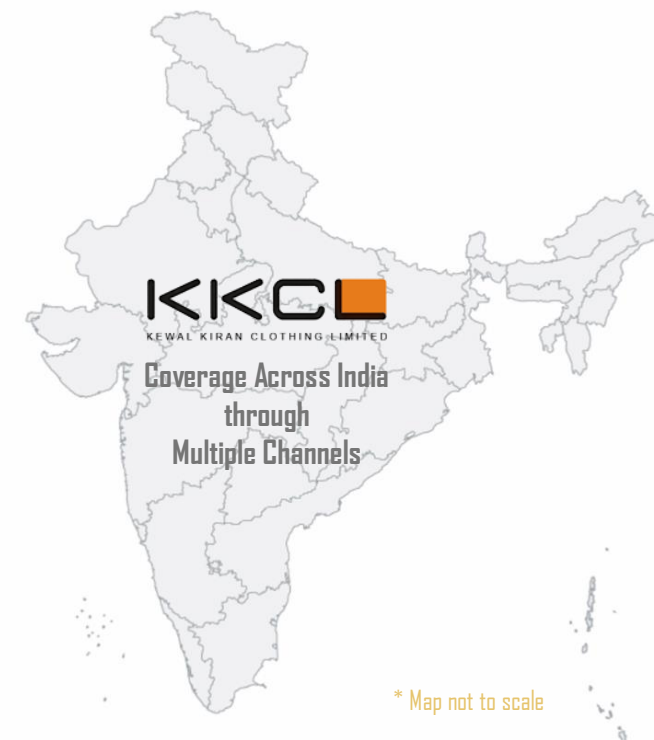 KKCL
KEWAL KIRAN CLOTHING LIMITED
Coverage Across India
through
Multiple Channels
* Map not to scale